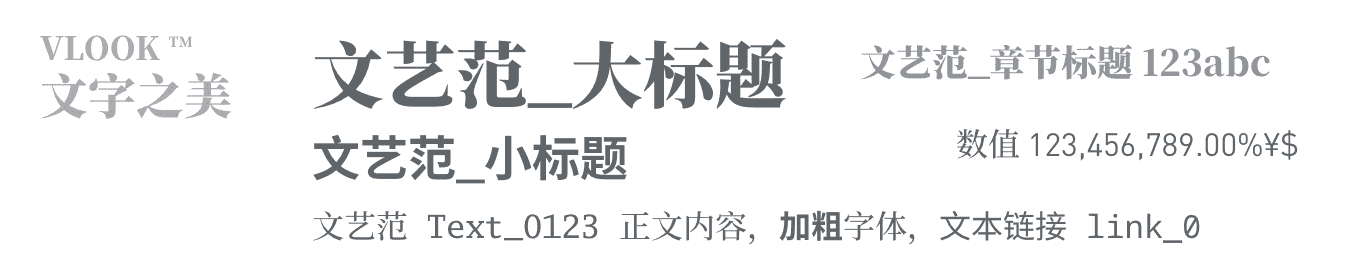 VLOOK ™
文字之美
文艺范_大标题
文艺范_小标题
文艺范 Text_0123 正文内容，加粗字体，文本链接 link_0
文艺范_章节标题 123abc
数值 123,456,789.00%¥$